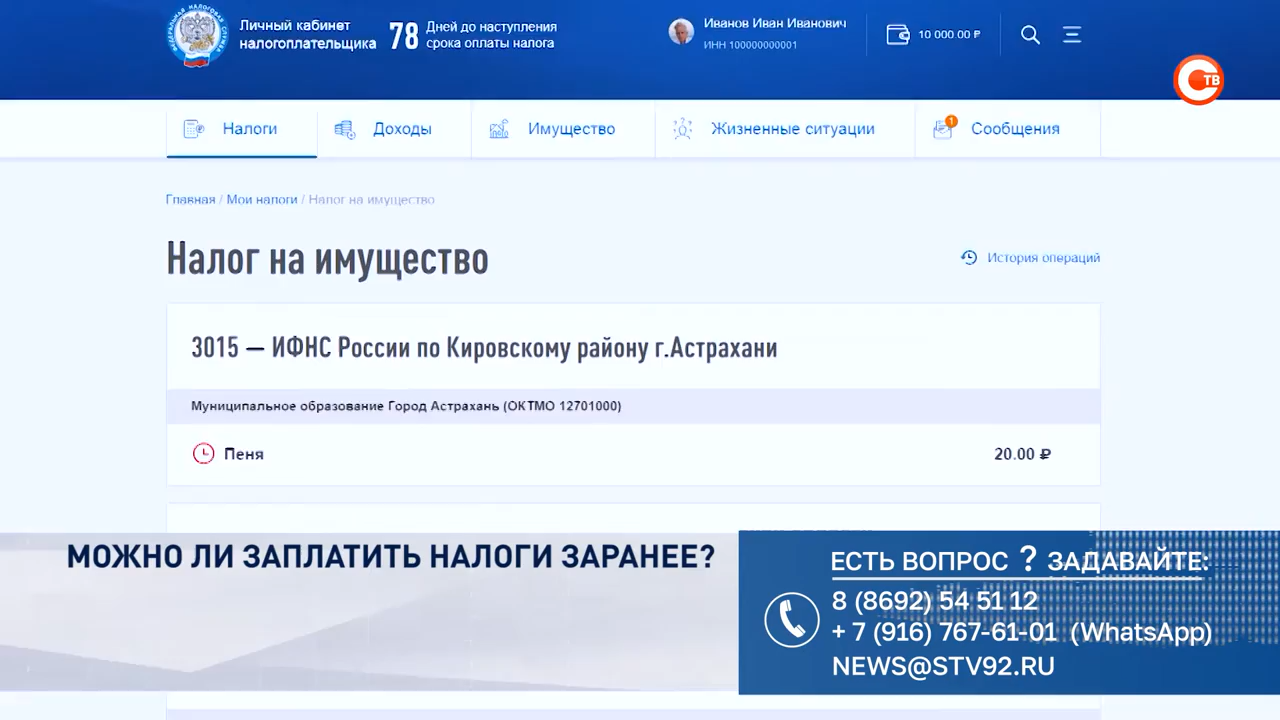 Личный кабинет
налогоплательщика
78
Дней до наступления
срока оплаты налога
Иванов Иван Иванович
ИНН 100000000001
10 000.00 ₽
СТВ
Налоги
Доходы
Имущество
Жизненные ситуации
1
Сообщения
Главная / Мои налоги / Налог на имущество
Налог на имущество
История операций
3015 — ИФНС России по Кировскому району г.Астрахани
Муниципальное образование Город Астрахань (ОКТМО 12701000)
Пеня
20.00 ₽
МОЖНО ЛИ ЗАПЛАТИТЬ НАЛОГИ ЗАРАНЕЕ?
ЕСТЬ ВОПРОС ? ЗАДАВАЙТЕ:
8 (8692) 54 51 12
+ 7 (916) 767-61-01 (WhatsApp)
NEWS@STV92.RU